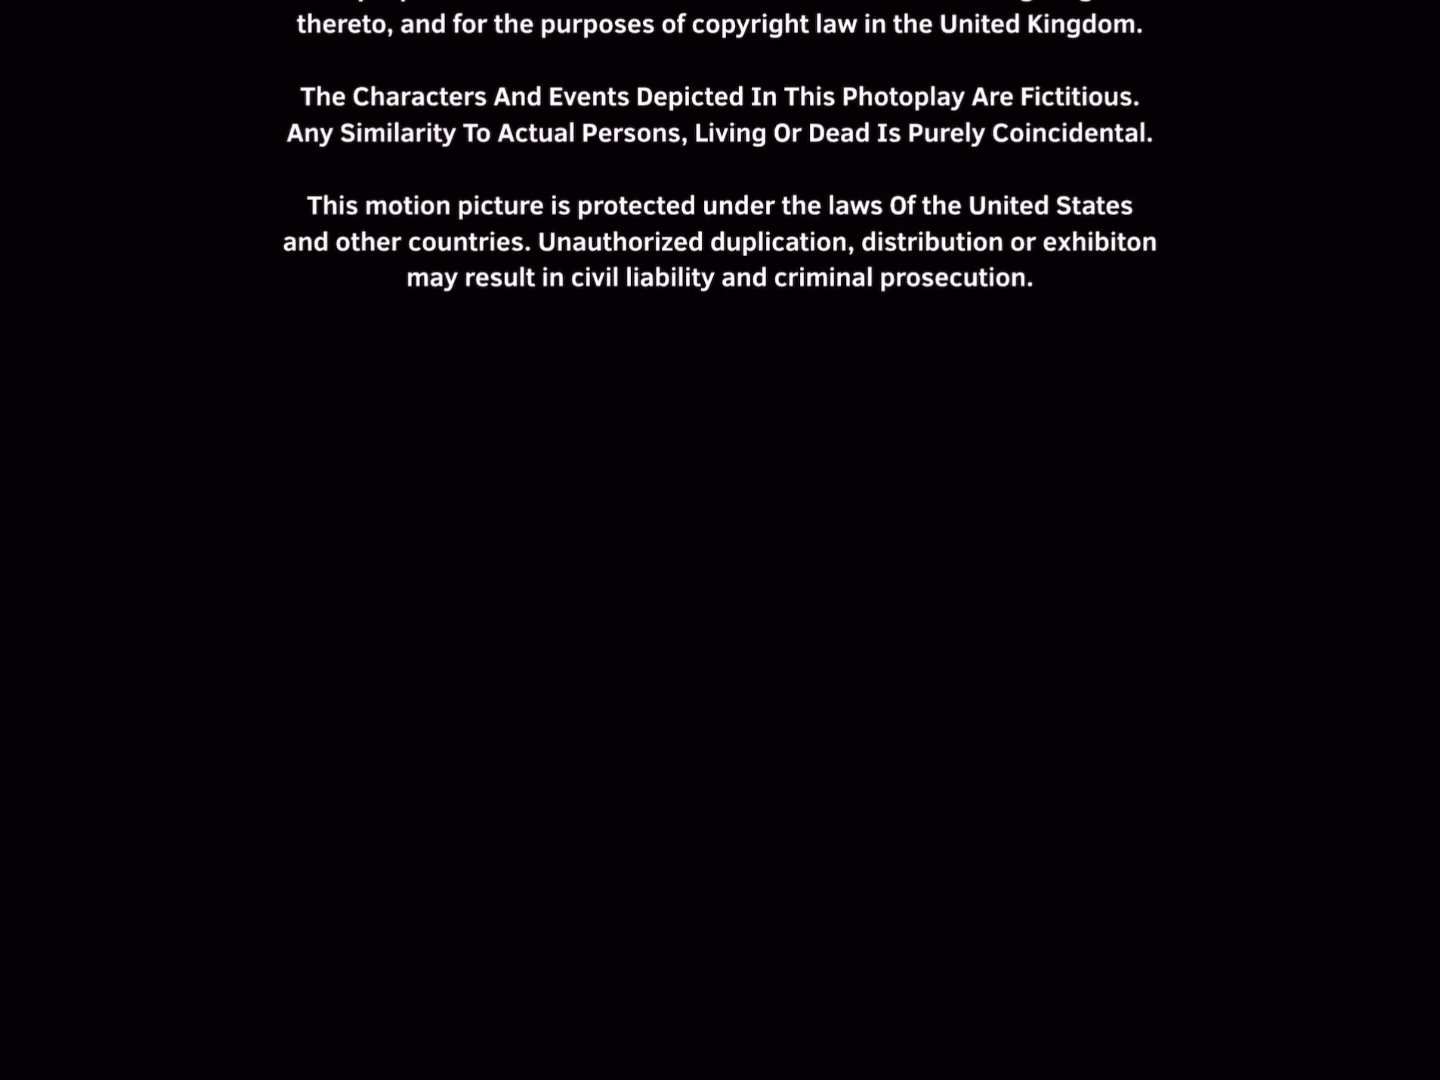 thereto, and for the purposes of copyright law in the United Kingdom.
The Characters And Events Depicted In This Photoplay Are Fictitious.
Any Similarity To Actual Persons, Living Or Dead Is Purely Coincidental.
This motion picture is protected under the laws Of the United States
and other countries. Unauthorized duplication, distribution or exhibiton
may result in civil liability and criminal prosecution.